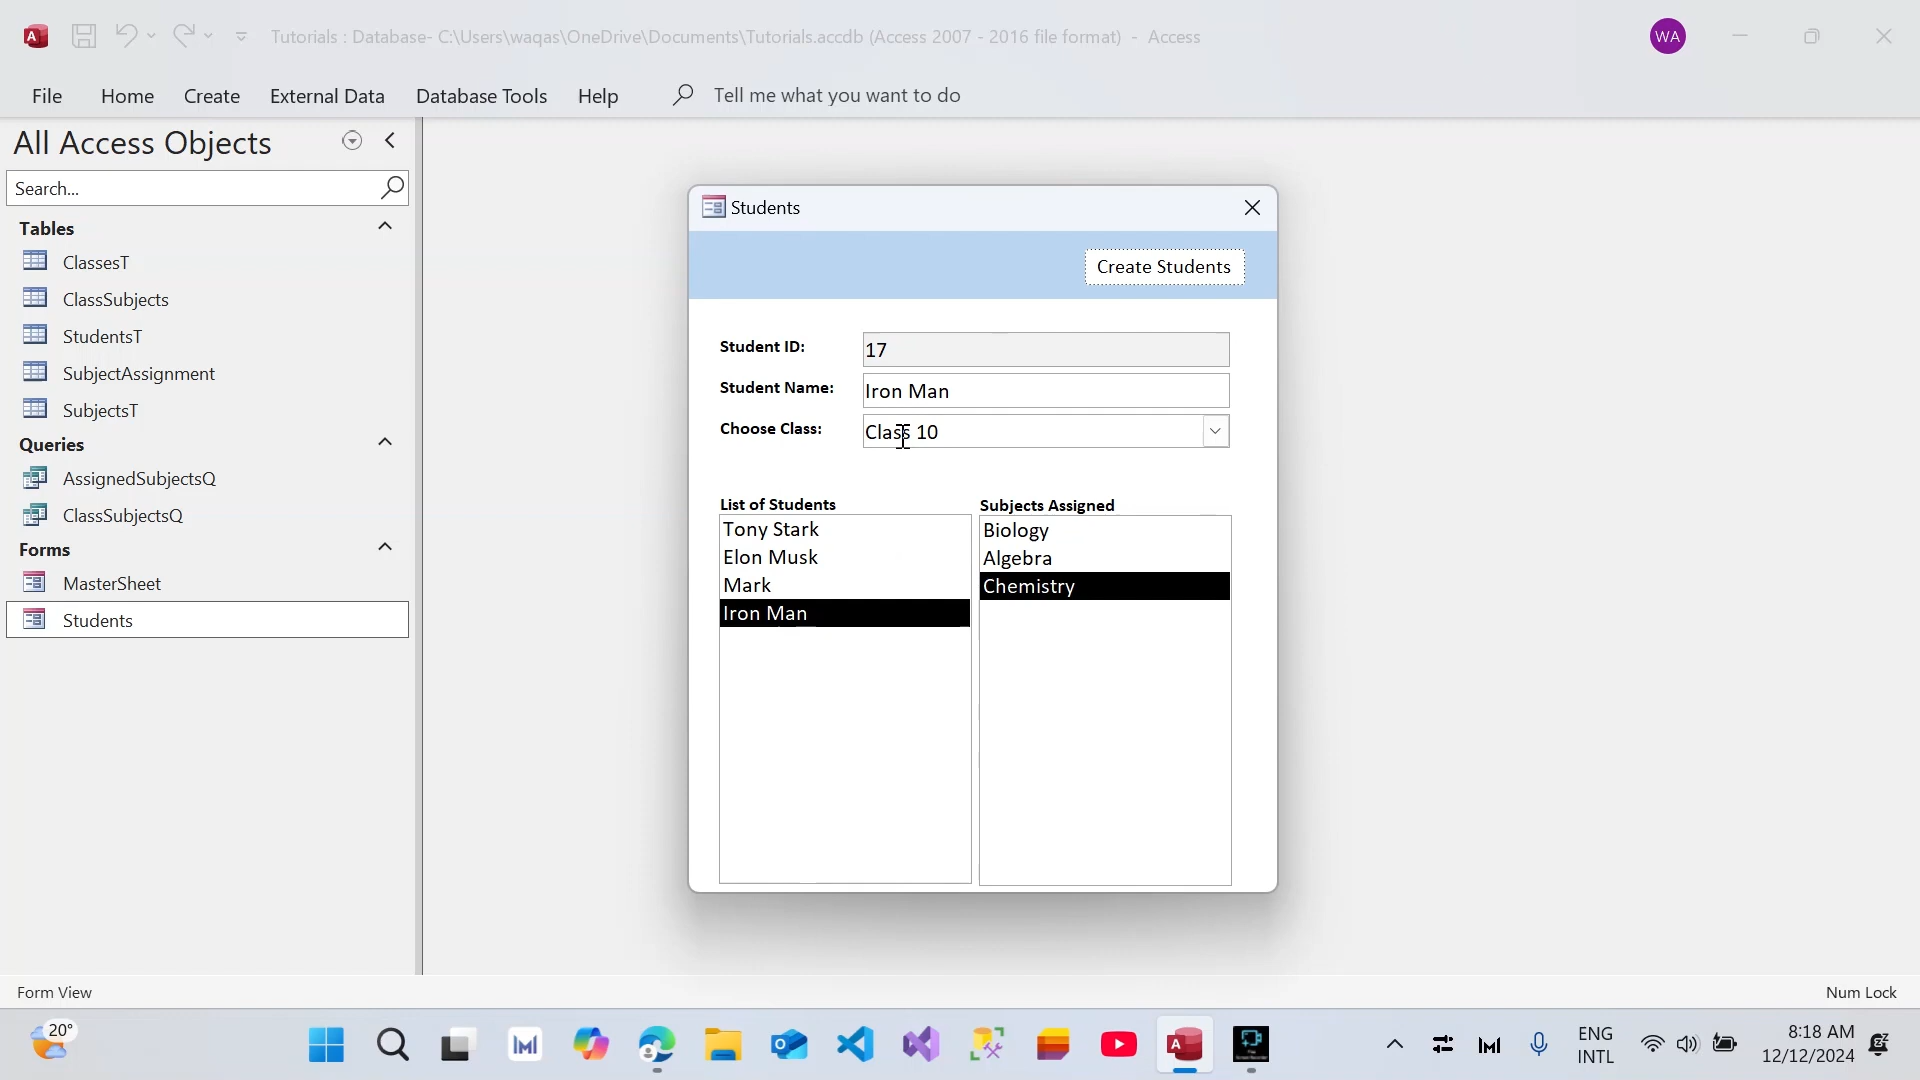 Tutorials : Database- C:\Users\waqas\OneDrive\Documents\Tutorials.accdb (Access 2007 - 2016 file format) - Access
WA
File Home Create External Data Database Tools Help Tell me what you want to do
All Access Objects
Search...
Tables
ClassesT
ClassSubjects
StudentsT
SubjectAssignment
SubjectsT
Queries
AssignedSubjectsQ
ClassSubjectsQ
Forms
MasterSheet
Students
Students
Create Students
Student ID: 17
Student Name: Iron Man
Choose Class: Class 10
List of Students
Tony Stark
Elon Musk
Mark
Iron Man
Subjects Assigned
Biology
Algebra
Chemistry
Form View
Num Lock
20°
ENG
INTL
8:18 AM
12/12/2024